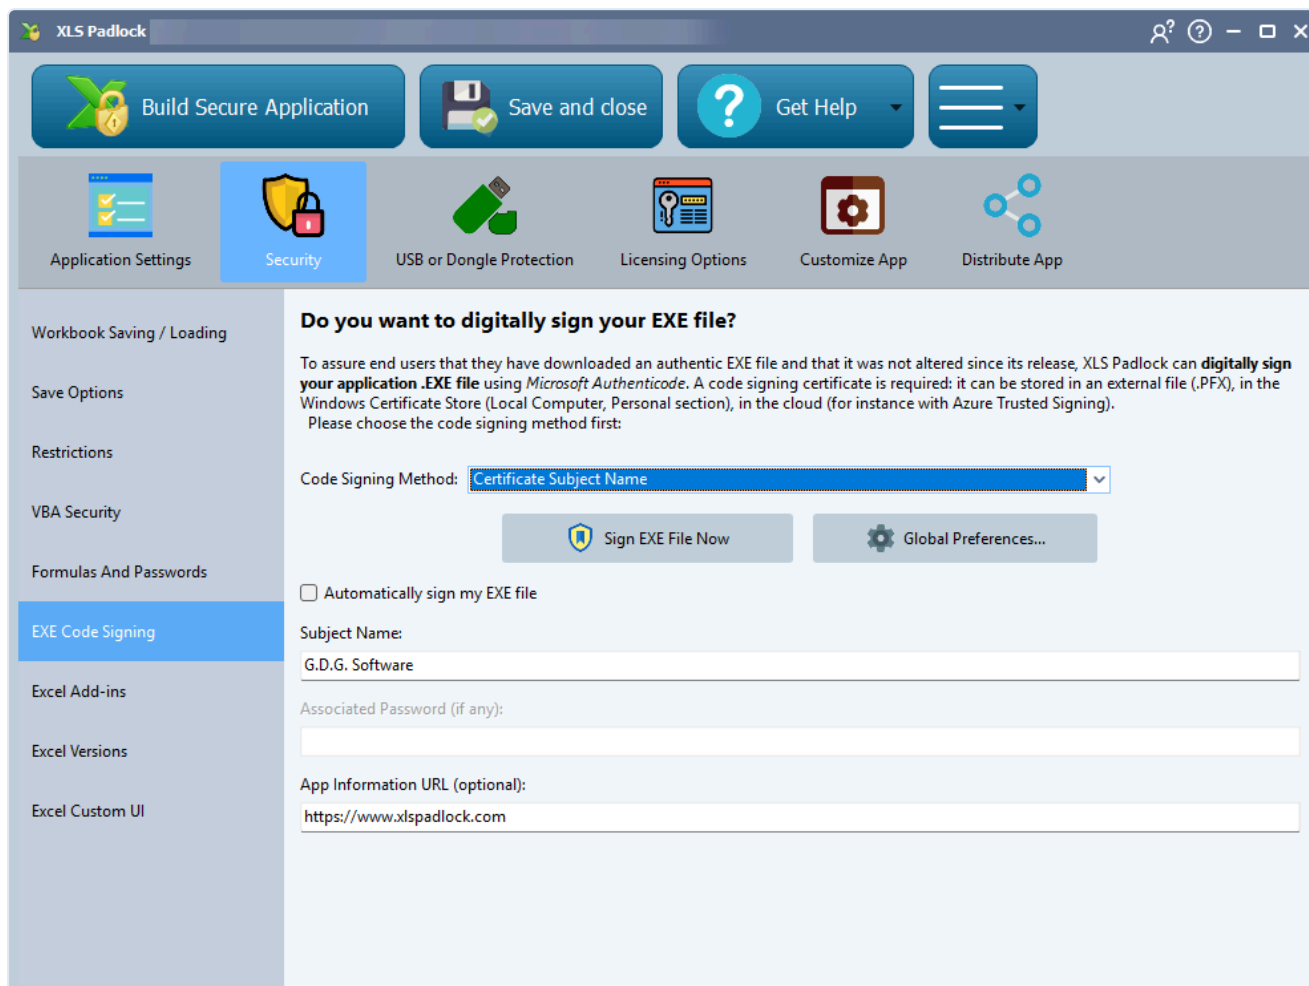 XLS Padlock
Build Secure Application
Save and close
Get Help
Application Settings
Security
USB or Dongle Protection
Licensing Options
Customize App
Distribute App
Workbook Saving / Loading
Save Options
Restrictions
VBA Security
Formulas And Passwords
EXE Code Signing
Excel Add-ins
Excel Versions
Excel Custom UI
Do you want to digitally sign your EXE file?
To assure end users that they have downloaded an authentic EXE file and that it was not altered since its release, XLS Padlock can digitally sign
your application .EXE file using Microsoft Authenticode. A code signing certificate is required: it can be stored in an external file (.PFX), in the
Windows Certificate Store (Local Computer, Personal section), in the cloud (for instance with Azure Trusted Signing).
Please choose the code signing method first:
Code Signing Method: Certificate Subject Name
Sign EXE File Now
Global Preferences...
Automatically sign my EXE file
Subject Name:
G.D.G. Software
Associated Password (if any):
App Information URL (optional):
https://www.xlspadlock.com